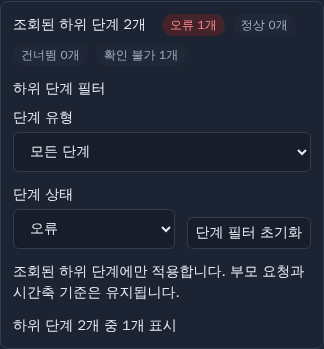 조회된 하위 단계 2개 오류 1개 정상 0개
건너뜀 0개 확인 불가 1개
하위 단계 필터
단계 유형
모든 단계
단계 상태
오류 단계 필터 초기화
조회된 하위 단계에만 적용합니다. 부모 요청과
시간축 기준은 유지됩니다.
하위 단계 2개 중 1개 표시